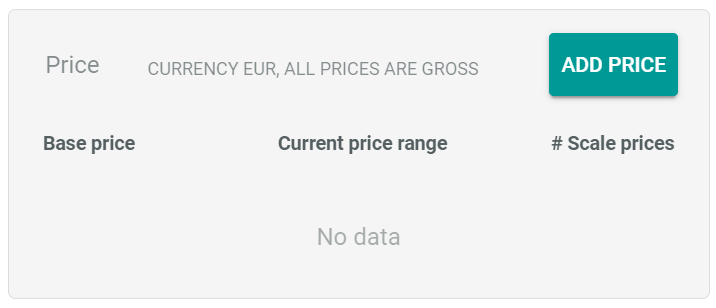 Price CURRENCY EUR, ALL PRICES ARE GROSS ADD PRICE
Base price Current price range # Scale prices
No data